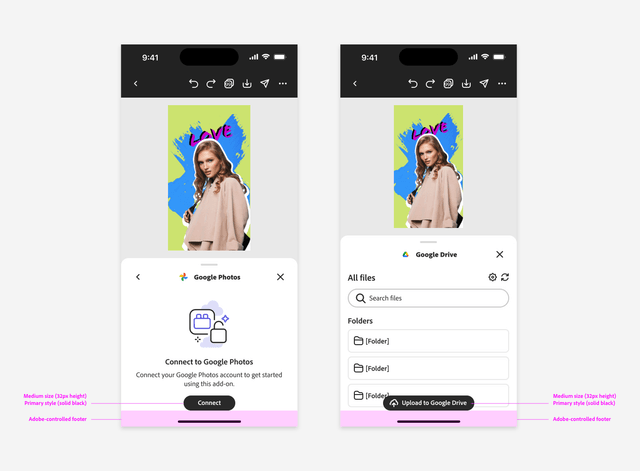 9:41
LOVE
Google Photos
Connect to Google Photos
Connect your Google Photos account to get started
using this add-on.
Connect
Medium size (32px height)
Primary style (solid black)
Adobe-controlled footer
9:41
LOVE
Google Drive
All files
Search files
Folders
[Folder]
[Folder]
[Folder]
Upload to Google Drive
Medium size (32px height)
Primary style (solid black)
Adobe-controlled footer